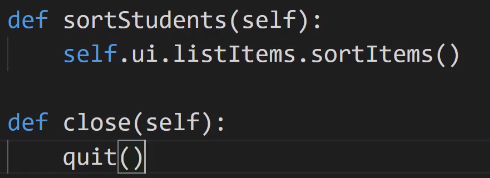 def sortStudents(self):
    self.ui.listItems.sortItems()
def close(self):
    quit()